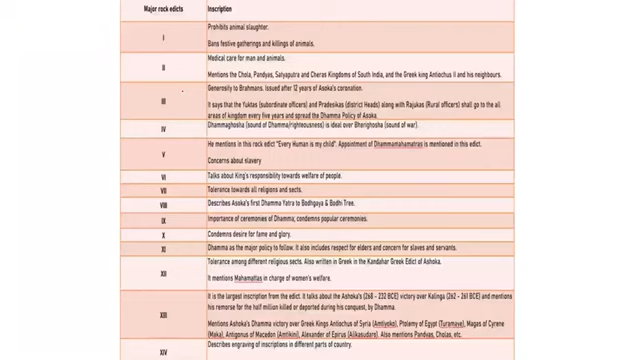 Major rock edicts Inscription
I
Prohibits animal slaughter.
Bans festive gatherings and killings of animals.
II
Medical care for man and animals.
Mentions the Chola, Pandyas, Satyaputra and Cheras Kingdoms of South India, and the Greek king Antiochus II and his neighbours.
III
Generosity to Brahmans. Issued after 12 years of Asoka's coronation.
It says that the Yuktas (subordinate officers) and Pradesikas (district Heads) along with Rajukas (Rural officers) shall go to the all
areas of kingdom every five years and spread the Dhamma Policy of Asoka.
IV
Dhammaghosha (sound of Dhamma/righteousness) is ideal over Bherighosha (sound of war).
V
He mentions in this rock edict "Every Human is my child". Appointment of Dhammamahamatras is mentioned in this edict.
Concerns about slavery
VI Talks about King's responsibility towards welfare of people.
VII Tolerance towards all religions and sects.
VIII Describes Asoka's first Dhamma Yatra to Bodhgaya & Bodhi Tree.
IX Importance of ceremonies of Dhamma, condemns popular ceremonies.
X Condemns desire for fame and glory.
XI Dhamma as the major policy to follow. It also includes respect for elders and concern for slaves and servants.
XII
Tolerance among different religious sects. Also written in Greek in the Kandahar Greek Edict of Ashoka.
It mentions Mahamattas in charge of women's welfare.
XIII
It is the largest inscription from the edict. It talks about the Ashoka's (268 - 232 BCE) victory over Kalinga (262 - 261 BCE) and mentions
his remorse for the half million killed or deported during his conquest, by Dhamma.
Mentions Ashoka's Dhamma victory over Greek Kings Antiochus of Syria (Amtiyoko), Ptolemy of Egypt (Turamaye), Magas of Cyrene
(Maka), Antigonus of Macedon (Amtikini), Alexander of Epirus (Alikasudaro). Also mentions Pandyas, Cholas, etc.
XIV Describes engraving of inscriptions in different parts of country.